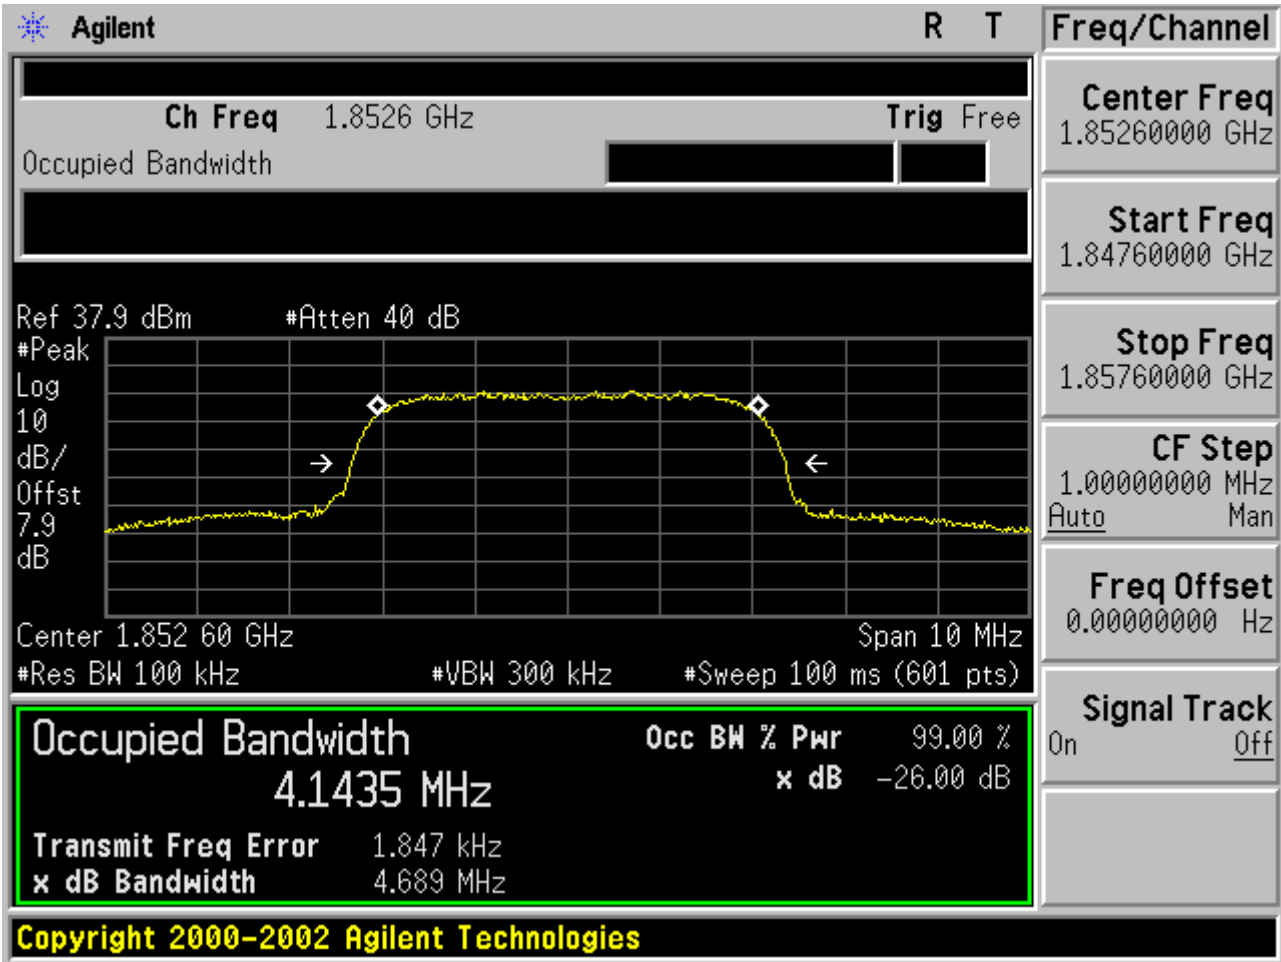 Agilent R T
Freq/Channel
Ch Freq 1.8526 GHz Trig Free
Occupied Bandwidth
Center Freq
1.85260000 GHz
Start Freq
1.84760000 GHz
Stop Freq
1.85760000 GHz
CF Step
1.00000000 MHz
Auto Man
Freq Offset
0.00000000 Hz
Signal Track
On Off
Ref 37.9 dBm #Atten 40 dB
#Peak
Log
10
dB/
Offst
7.9
dB
Center 1.852 60 GHz Span 10 MHz
#Res BW 100 kHz #VBW 300 kHz #Sweep 100 ms (601 pts)
Occupied Bandwidth
4.1435 MHz
Occ BW % Pwr 99.00 %
x dB -26.00 dB
Transmit Freq Error 1.847 kHz
x dB Bandwidth 4.689 MHz
Copyright 2000-2002 Agilent Technologies